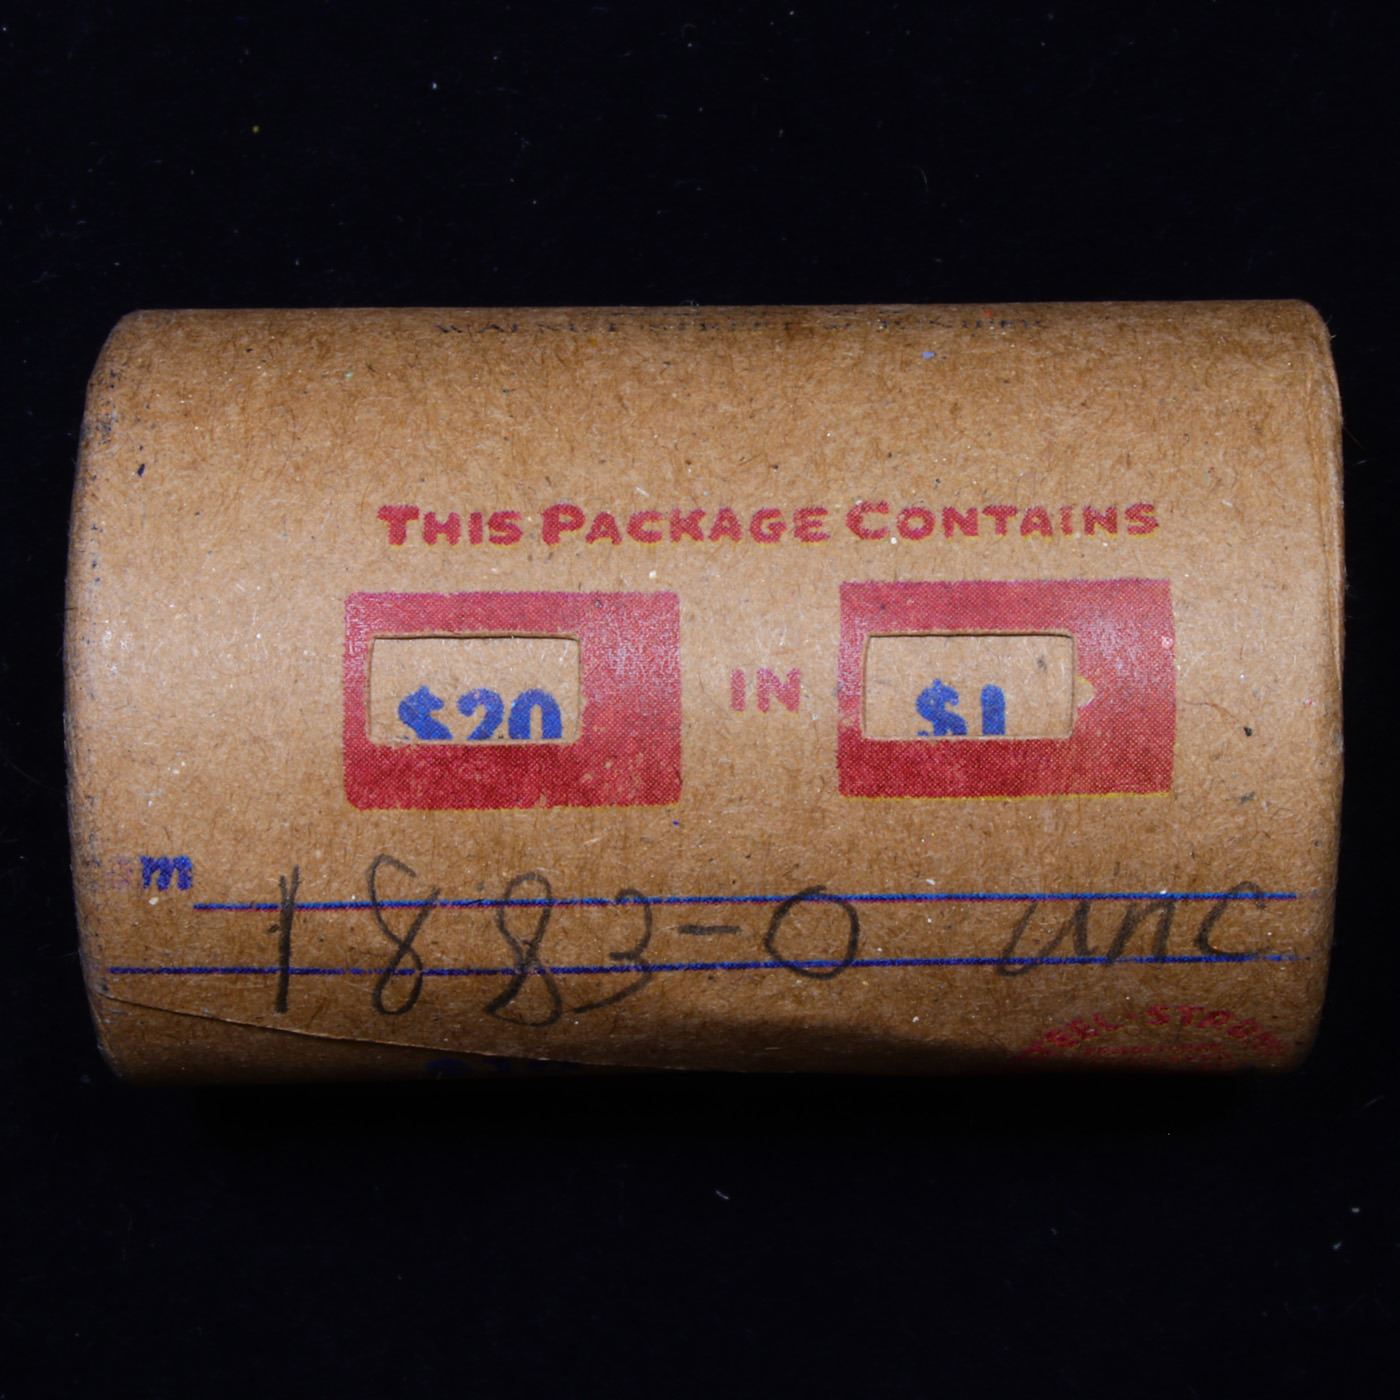 THIS PACKAGE CONTAINS
$20 IN $1
m
1883-O unc